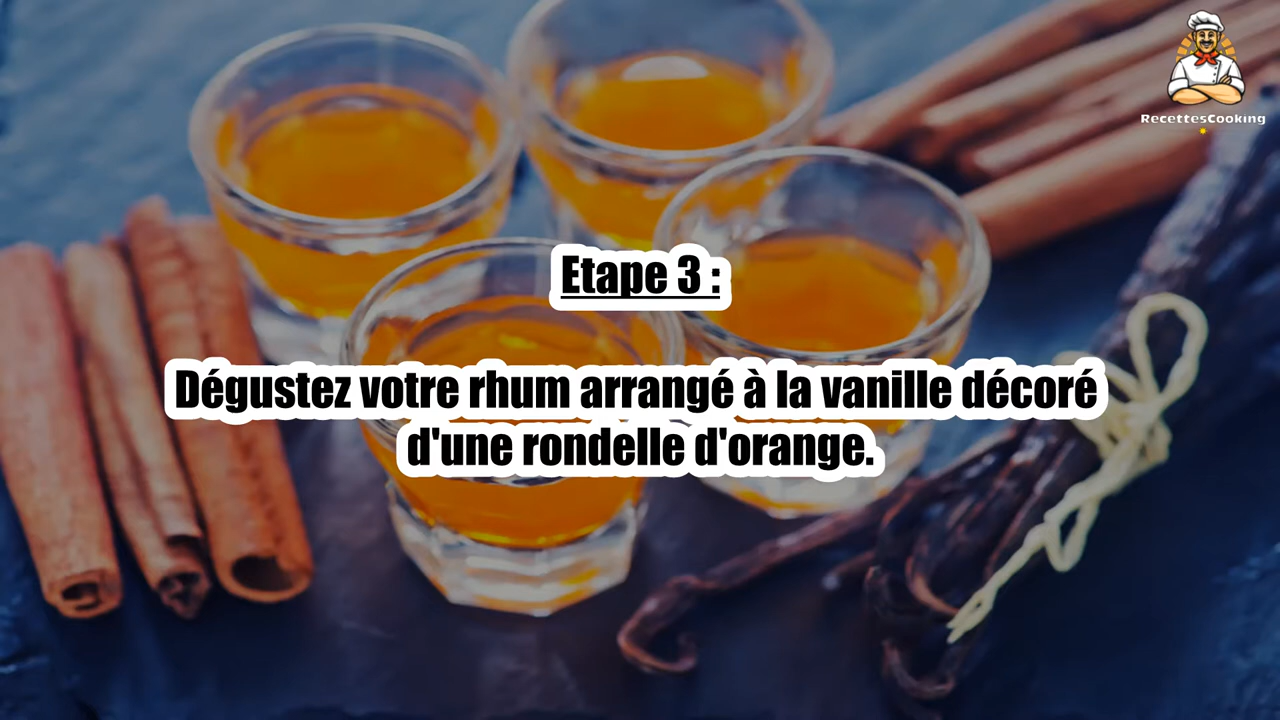 RecettesCooking
Etape 3 :
Dégustez votre rhum arrangé à la vanille décoré
d'une rondelle d'orange.